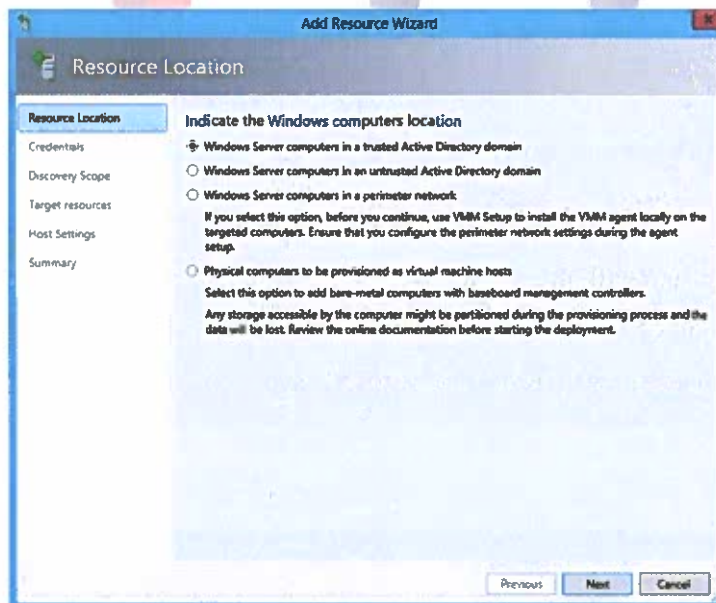 Add Resource Wizard
Resource Location
Resource Location
Credentials
Discovery Scope
Target resources
Host Settings
Summary
Indicate the Windows computers location
Windows Server computers in a trusted Active Directory domain
Windows Server computers in an untrusted Active Directory domain
Windows Server computers in a perimeter network
If you select this option, before you continue, use VMM Setup to install the VMM agent locally on the
targeted computers. Ensure that you configure the perimeter network settings during the agent
setup.
Physical computers to be provisioned as virtual machine hosts
Select this option to add bare-metal computers with baseboard management controllers.
Any storage accessible by the computer might be partitioned during the provisioning process and the
data will be lost. Review the online documentation before starting the deployment.
Previous
Next
Cancel